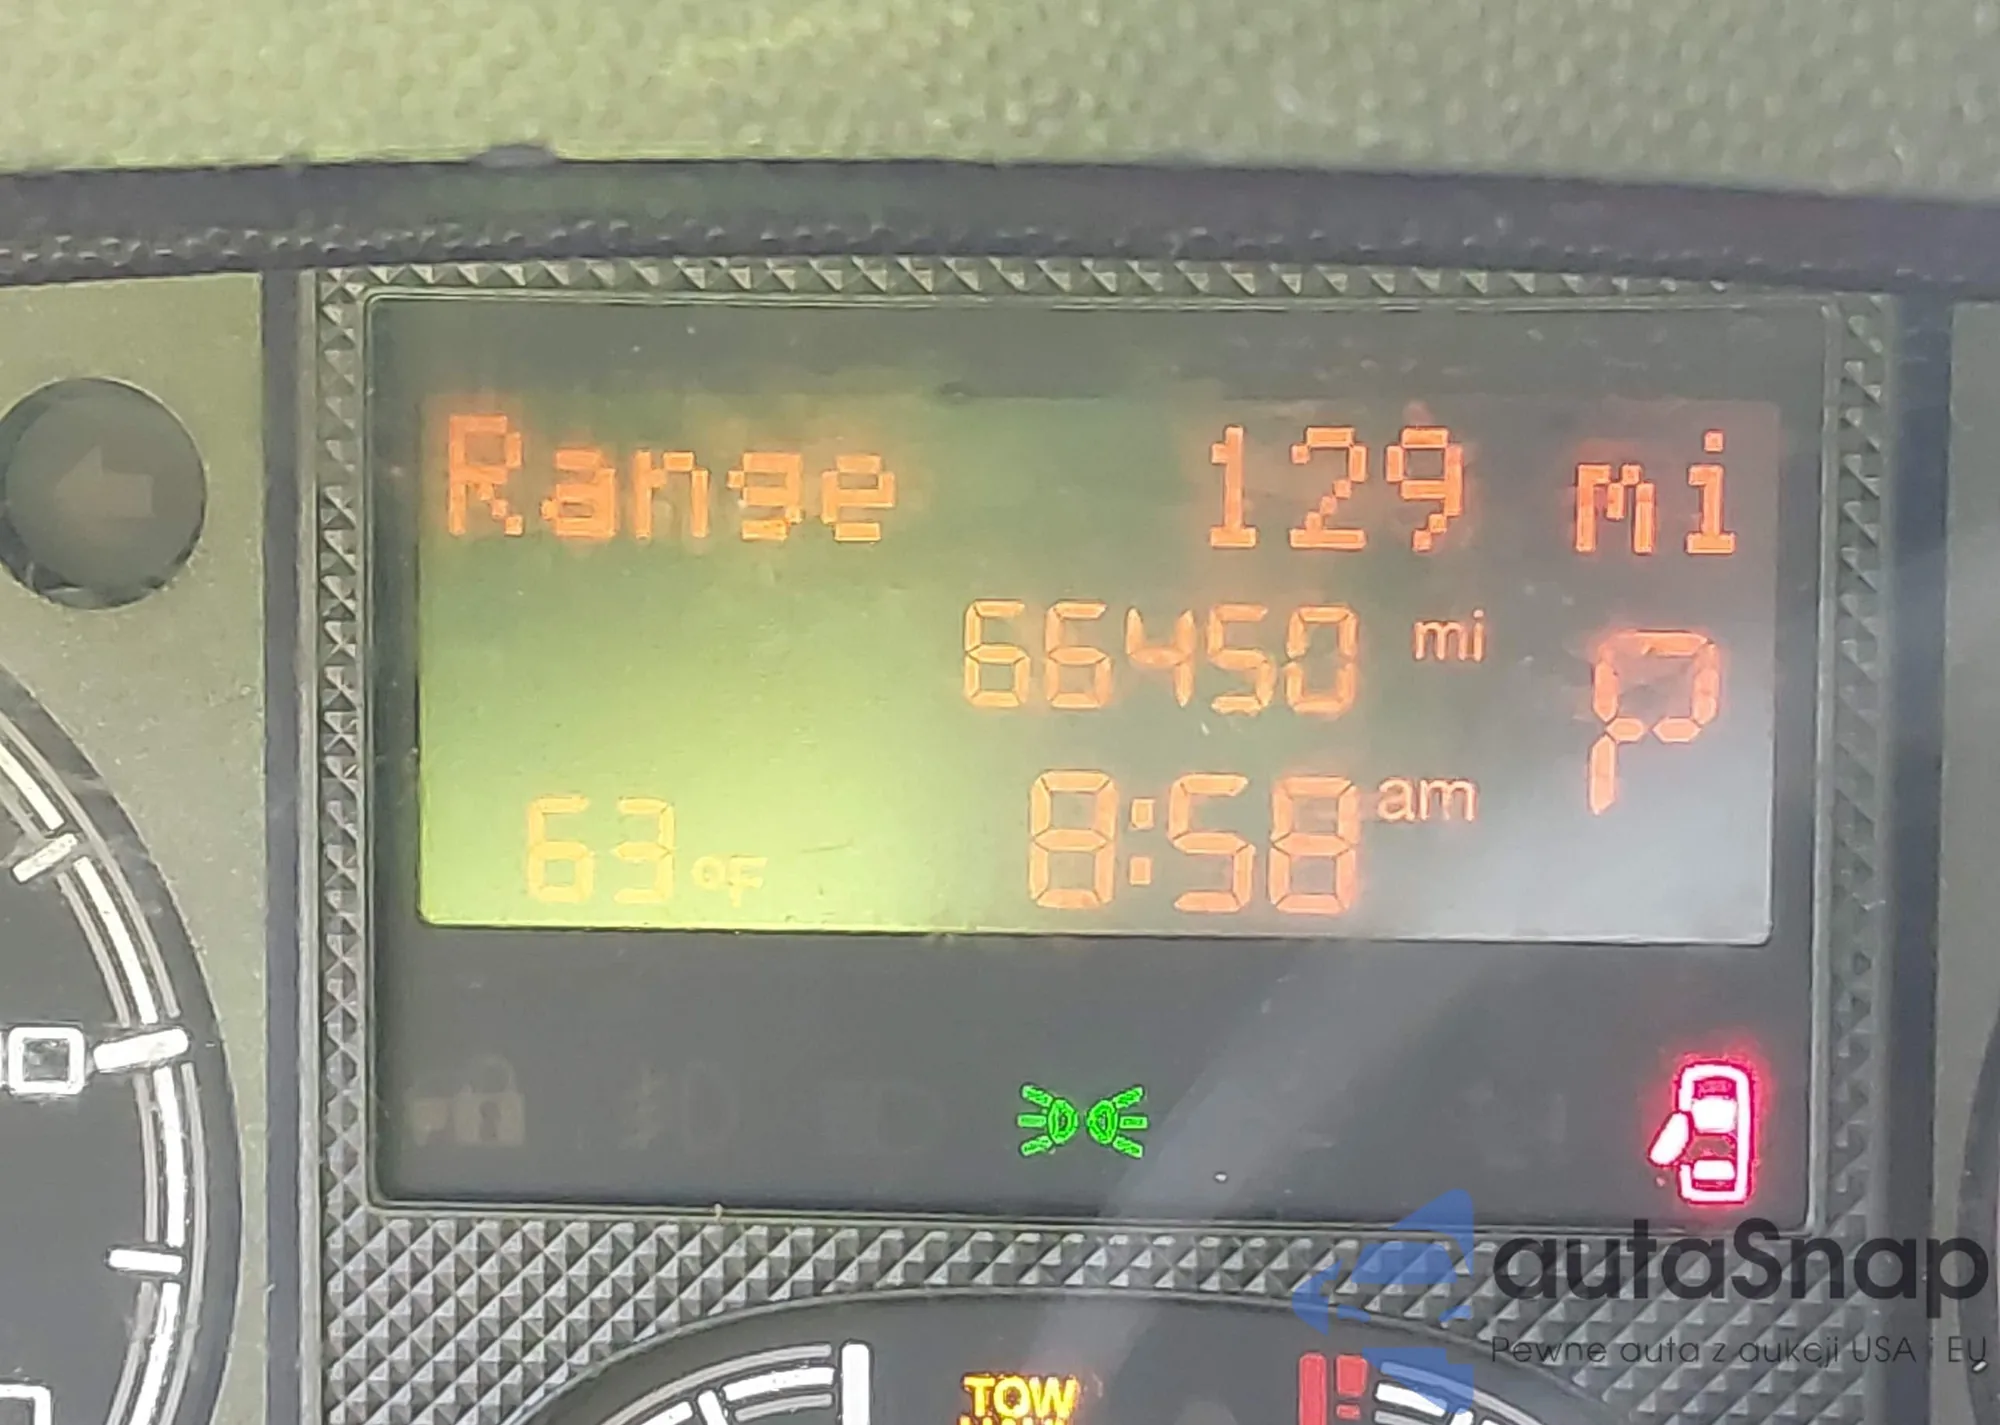 Range 129 mi
66450 mi
P
63 °F 8:58 am
TOW
autaSnap
Pewne auta z aukcji USA i EU